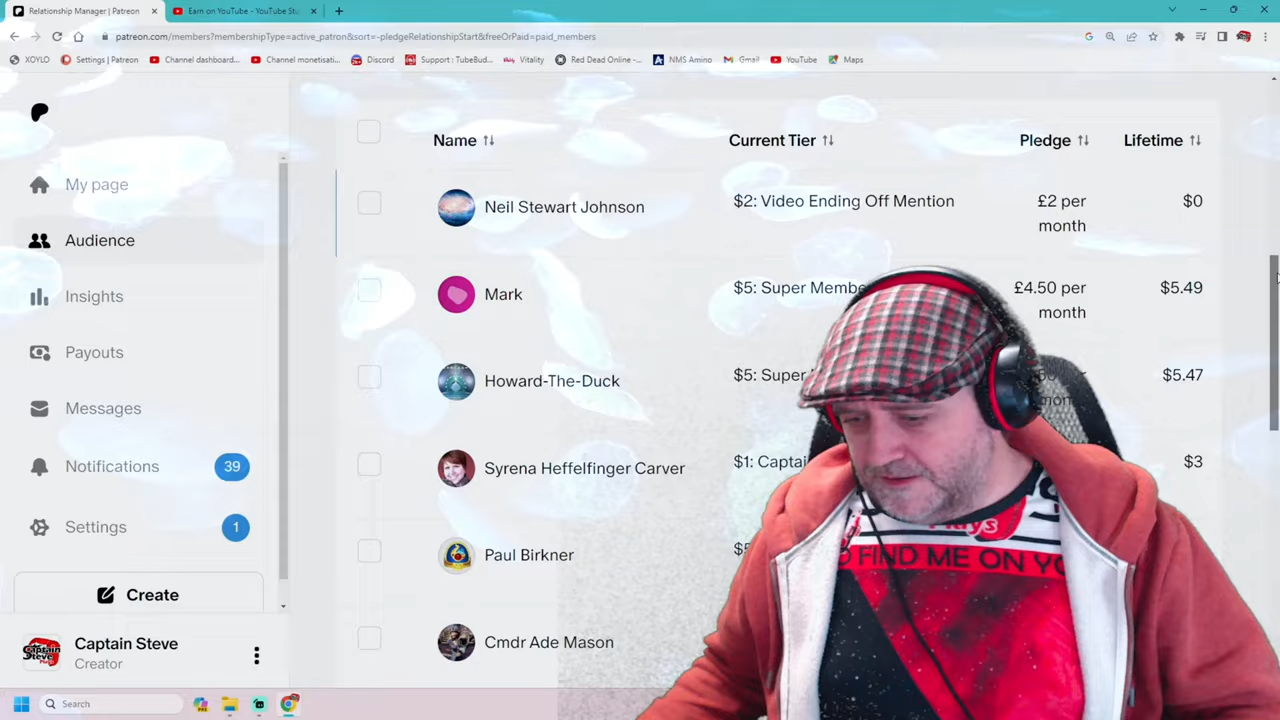 Relationship Manager | Patreon
Earn on YouTube - YouTube Stu
patreon.com/members?membershipType=active_patron&sort=-pledgeRelationshipStart&freeOrPaid=paid_members
XOYLO
Settings | Patreon
Channel dashboard...
Channel monetisati...
Discord
Support : TubeBud...
Vitality
Red Dead Online -...
NMS Amino
Gmail
YouTube
Maps
My page
Audience
Insights
Payouts
Messages
Notifications 39
Settings 1
Create
Captain Steve
Creator
Name Current Tier Pledge Lifetime
Neil Stewart Johnson $2: Video Ending Off Mention £2 per $0
month
Mark $5: Super Membe £4.50 per $5.49
month
Howard-The-Duck $5: Super $5.47
Syrena Heffelfinger Carver $1: Captai $3
Paul Birkner
Cmdr Ade Mason
O FIND ME ON YO
Search